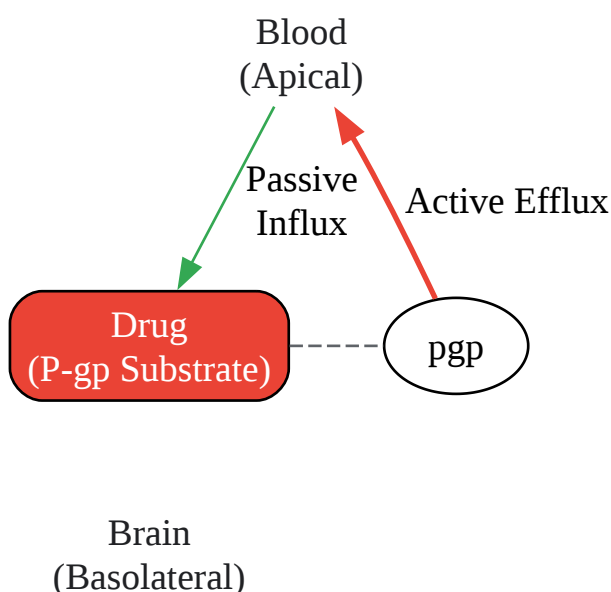 Blood
(Apical)
Passive
Influx
Active Efflux
Drug
(P-gp Substrate)
pgp
Brain
(Basolateral)